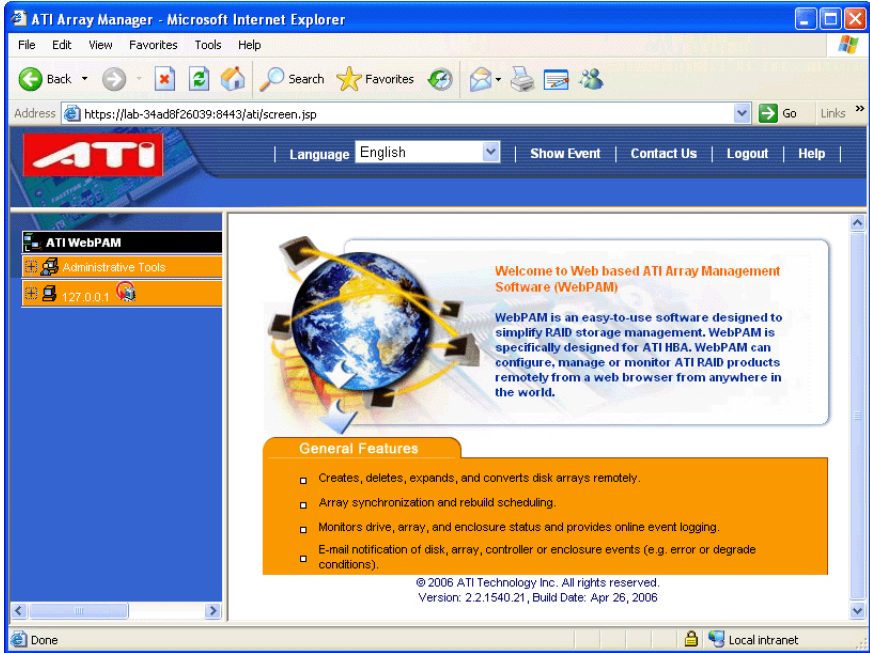 ATI Array Manager - Microsoft Internet Explorer
File Edit View Favorites Tools Help
Back Search Favorites
Address https://lab-34ad8f26039:8443/ati/screen.jsp Go Links »
ATI
| Language English | Show Event | Contact Us | Logout | Help |
ATI WebPAM
Administrative Tools
127.0.0.1
Welcome to Web based ATI Array Management
Software (WebPAM)
WebPAM is an easy-to-use software designed to
simplify RAID storage management. WebPAM is
specifically designed for ATI HBA. WebPAM can
configure, manage or monitor ATI RAID products
remotely from a web browser from anywhere in
the world.
General Features
Creates, deletes, expands, and converts disk arrays remotely.
Array synchronization and rebuild scheduling.
Monitors drive, array, and enclosure status and provides online event logging.
E-mail notification of disk, array, controller or enclosure events (e.g. error or degrade
conditions).
© 2006 ATI Technology Inc. All rights reserved.
Version: 2.2.1540.21, Build Date: Apr 26, 2006
Done Local intranet